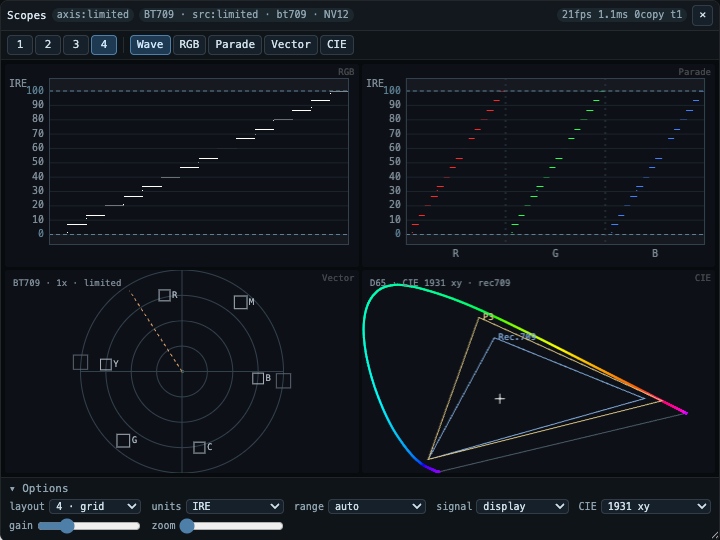 Scopes axis:limited BT709 · src:limited · bt709 · NV12 21fps 1.1ms 0copy t1 ×
1 2 3 4 Wave RGB Parade Vector CIE
RGB
IRE
100
90
80
70
60
50
40
30
20
10
0
Parade
IRE
100
90
80
70
60
50
40
30
20
10
0
R G B
BT709 · 1x · limited Vector
R
M
Y
B
G
C
D65 · CIE 1931 xy · rec709 CIE
P3
Rec.709
▾ Options
layout 4 · grid units IRE range auto signal display CIE 1931 xy
gain zoom